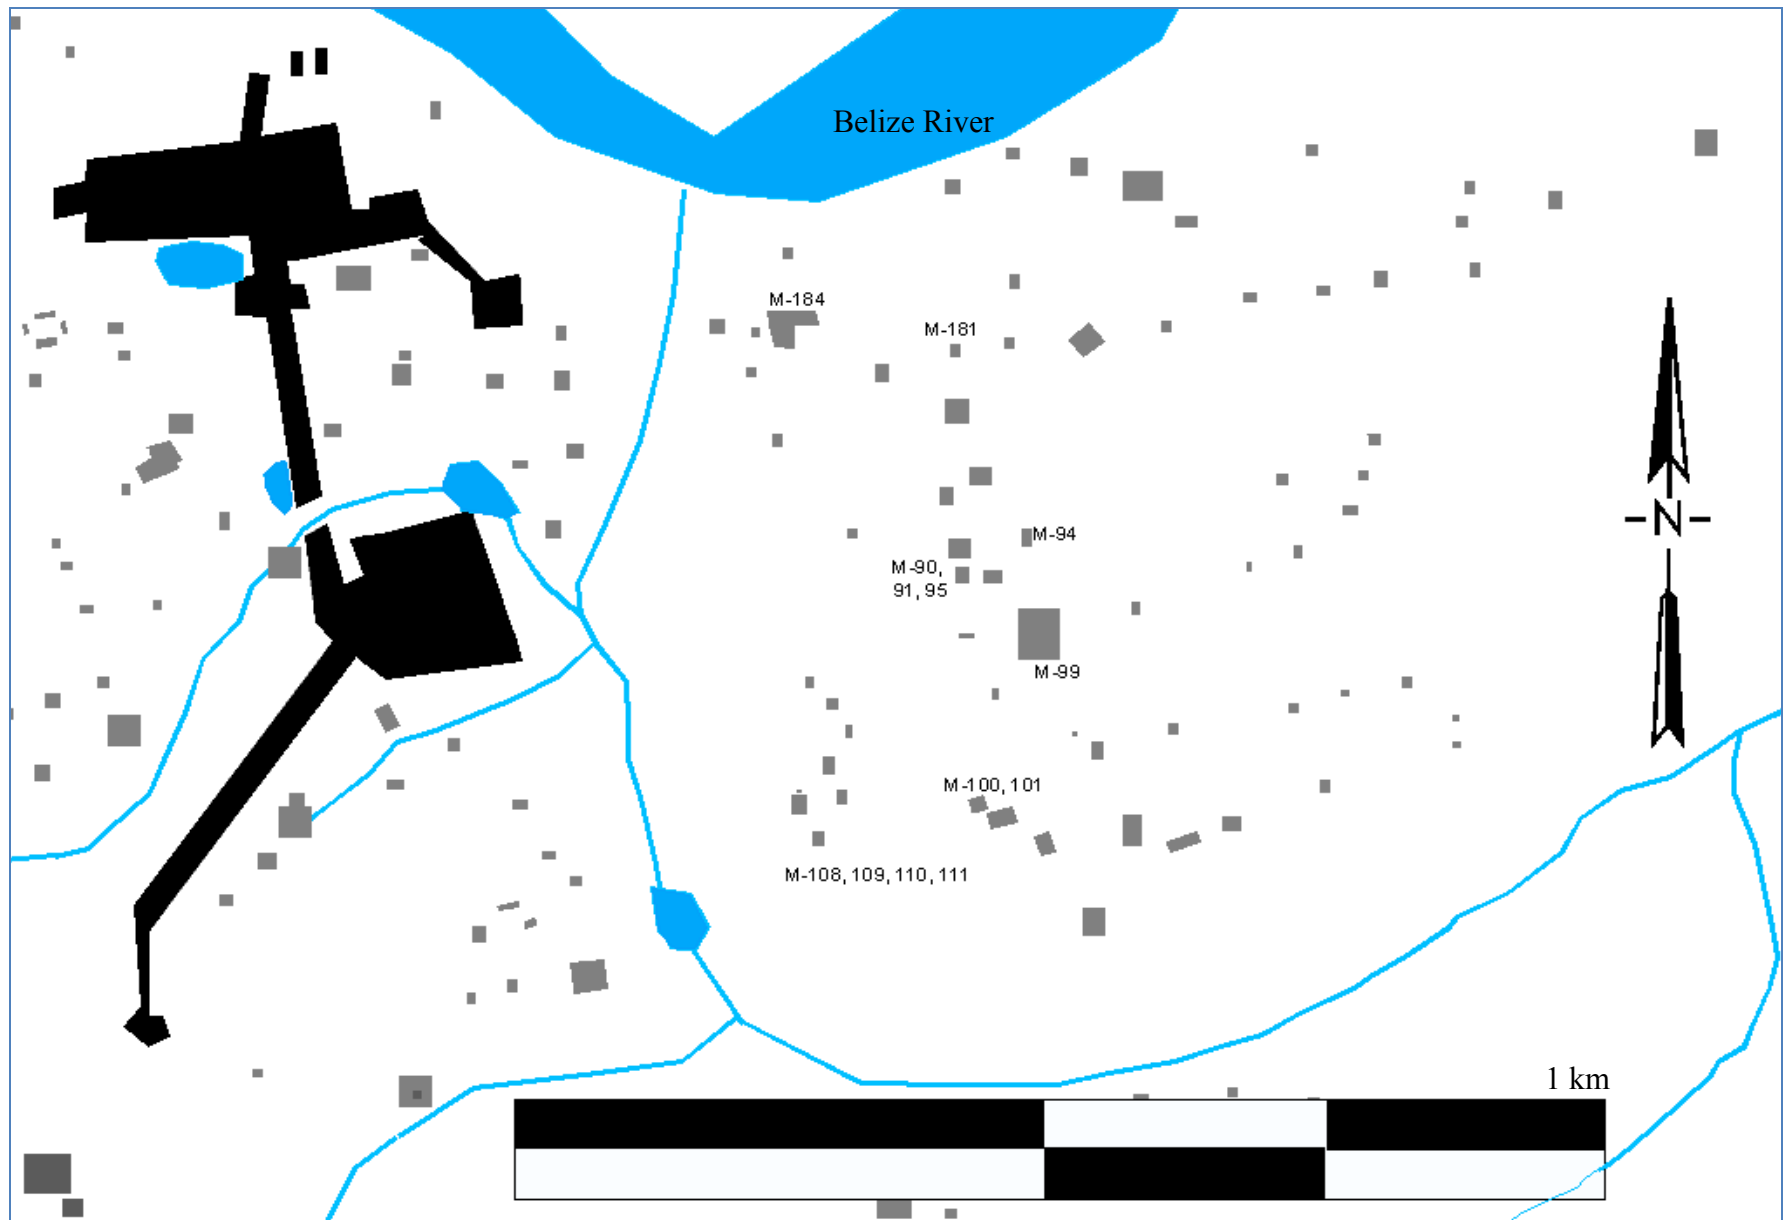 Belize River
M-184
M-181
M-94
M-90,
91, 95
N
M-99
M-100, 101
M-108, 109, 110, 111
1 km